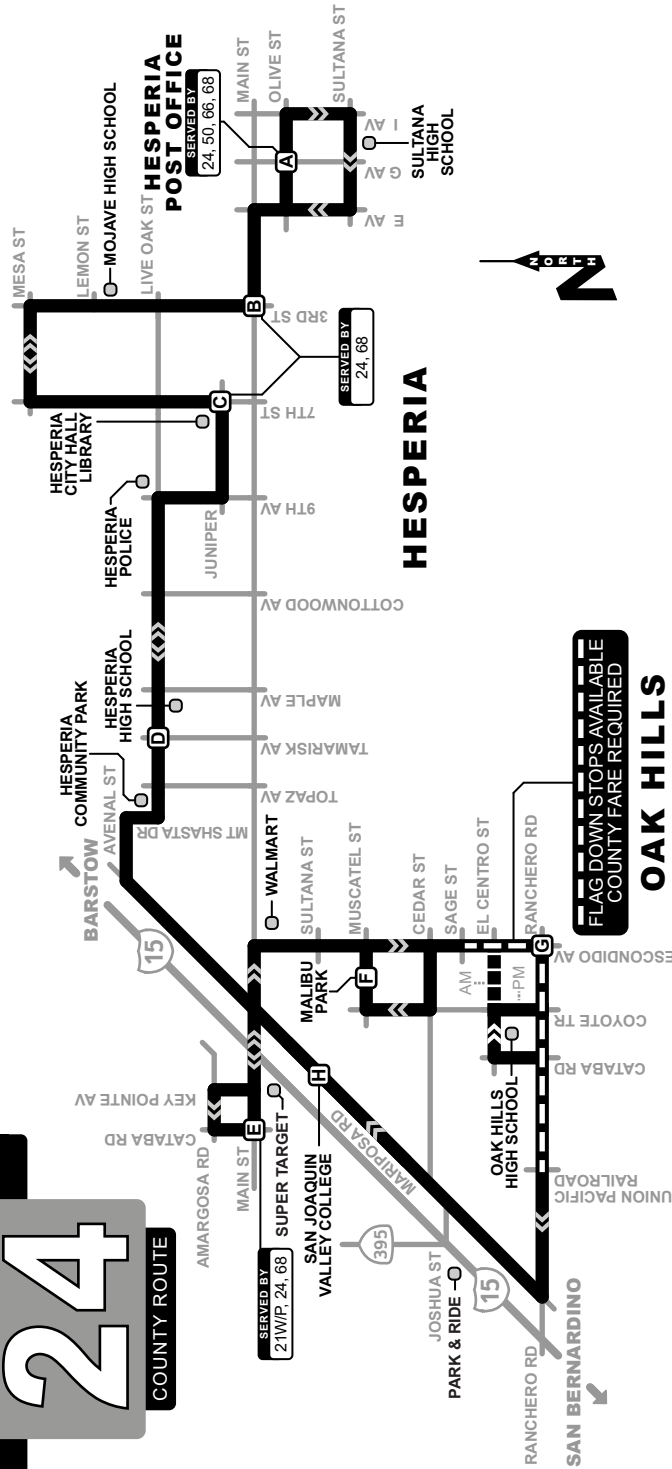 24
COUNTY ROUTE
BARSTOW
15
AMARGOSA RD
KEY POINTE AV
CATABA RD
MAIN ST
E
SERVED BY
21W/P, 24, 68
SUPER TARGET
SAN JOAQUIN
VALLEY COLLEGE
H
MARIPOSA RD
395
JOSHUA ST
PARK & RIDE
15
RANCHERO RD
SAN BERNARDINO
HESPERIA
COMMUNITY PARK
AVENAL ST
MT SHASTA DR
WALMART
SULTANA ST
MUSCATEL ST
MALIBU
PARK
F
CEDAR ST
SAGE ST
EL CENTRO ST
AM
PM
RANCHERO RD
G
ESCONDIDO AV
COYOTE TR
CATABA RD
OAK HILLS
HIGH SCHOOL
UNION PACIFIC
RAILROAD
FLAG DOWN STOPS AVAILABLE
COUNTY FARE REQUIRED
OAK HILLS
HESPERIA
HIGH SCHOOL
D
TOPAZ AV
TAMARISK AV
MAPLE AV
COTTONWOOD AV
HESPERIA
POLICE
JUNIPER
9TH AV
HESPERIA
CITY HALL
LIBRARY
C
7TH ST
HESPERIA
SERVED BY
24, 68
B
3RD ST
MESA ST
LEMON ST
MOJAVE HIGH SCHOOL
LIVE OAK ST
HESPERIA
POST OFFICE
SERVED BY
24, 50, 66, 68
MAIN ST
OLIVE ST
SULTANA ST
A
E AV
G AV
I AV
SULTANA
HIGH
SCHOOL
NORTH
N